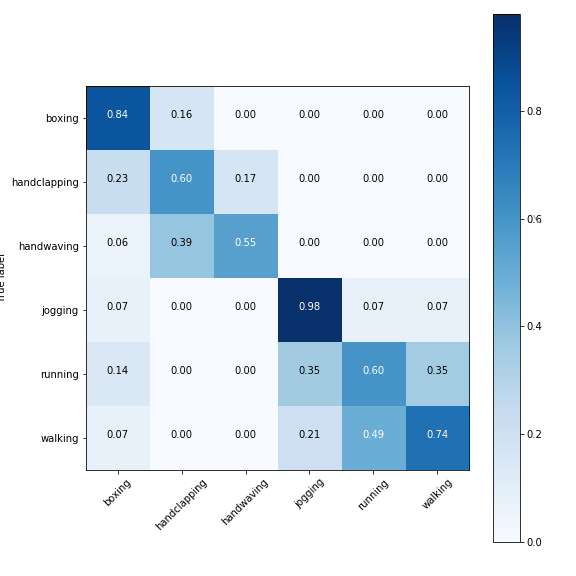 boxing 0.84 0.16 0.00 0.00 0.00 0.00
handclapping 0.23 0.60 0.17 0.00 0.00 0.00
handwaving 0.06 0.39 0.55 0.00 0.00 0.00
jogging 0.07 0.00 0.00 0.98 0.07 0.07
running 0.14 0.00 0.00 0.35 0.60 0.35
walking 0.07 0.00 0.00 0.21 0.49 0.74
boxing handclapping handwaving jogging running walking
True label
0.8
0.6
0.4
0.2
0.0